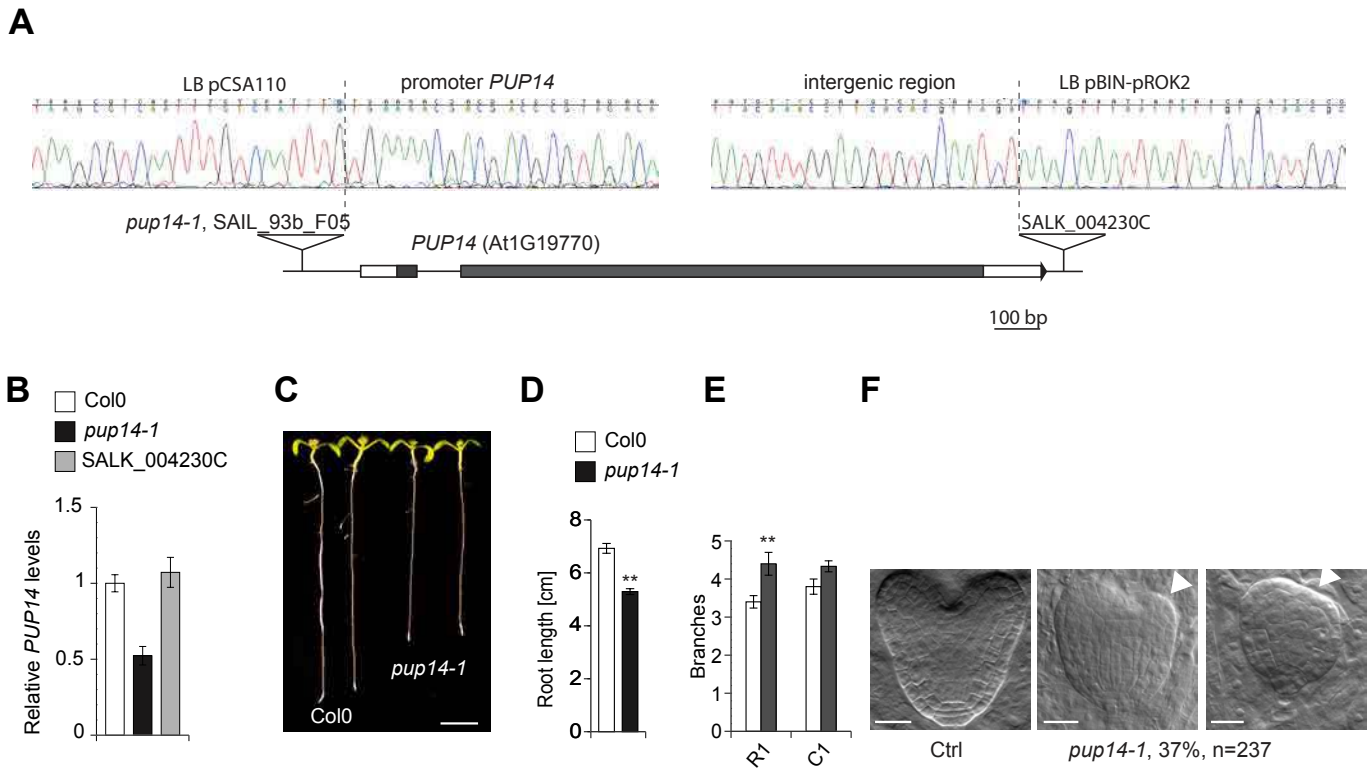 A
LB pCSA110
promoter PUP14
intergenic region
LB pBIN-pROK2
pup14-1, SAIL_93b_F05
PUP14 (At1G19770)
SALK_004230C
100 bp
B
Col0
pup14-1
SALK_004230C
Relative PUP14 levels
1.5
1
0.5
0
C
Col0
pup14-1
D
Col0
pup14-1
Root length [cm]
8
6
4
2
0
**
E
Branches
5
4
3
2
1
0
**
R1
C1
F
Ctrl
pup14-1, 37%, n=237